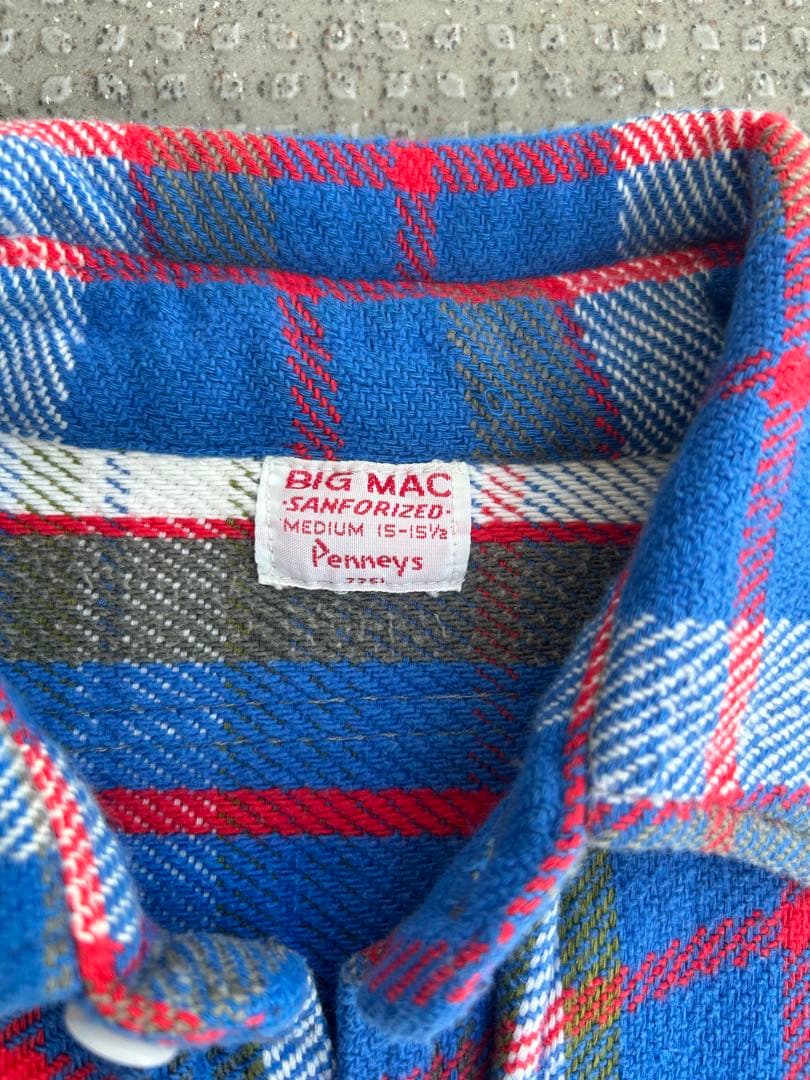 BIG MAC
·SANFORIZED·
MEDIUM 15-15½
Penneys